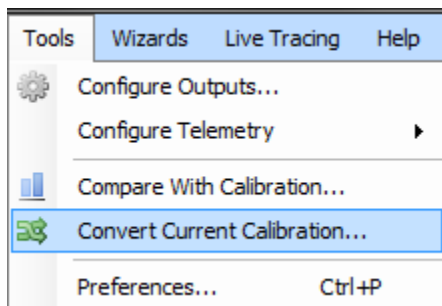 Tools Wizards Live Tracing Help
Configure Outputs...
Configure Telemetry
Compare With Calibration...
Convert Current Calibration...
Preferences... Ctrl+P